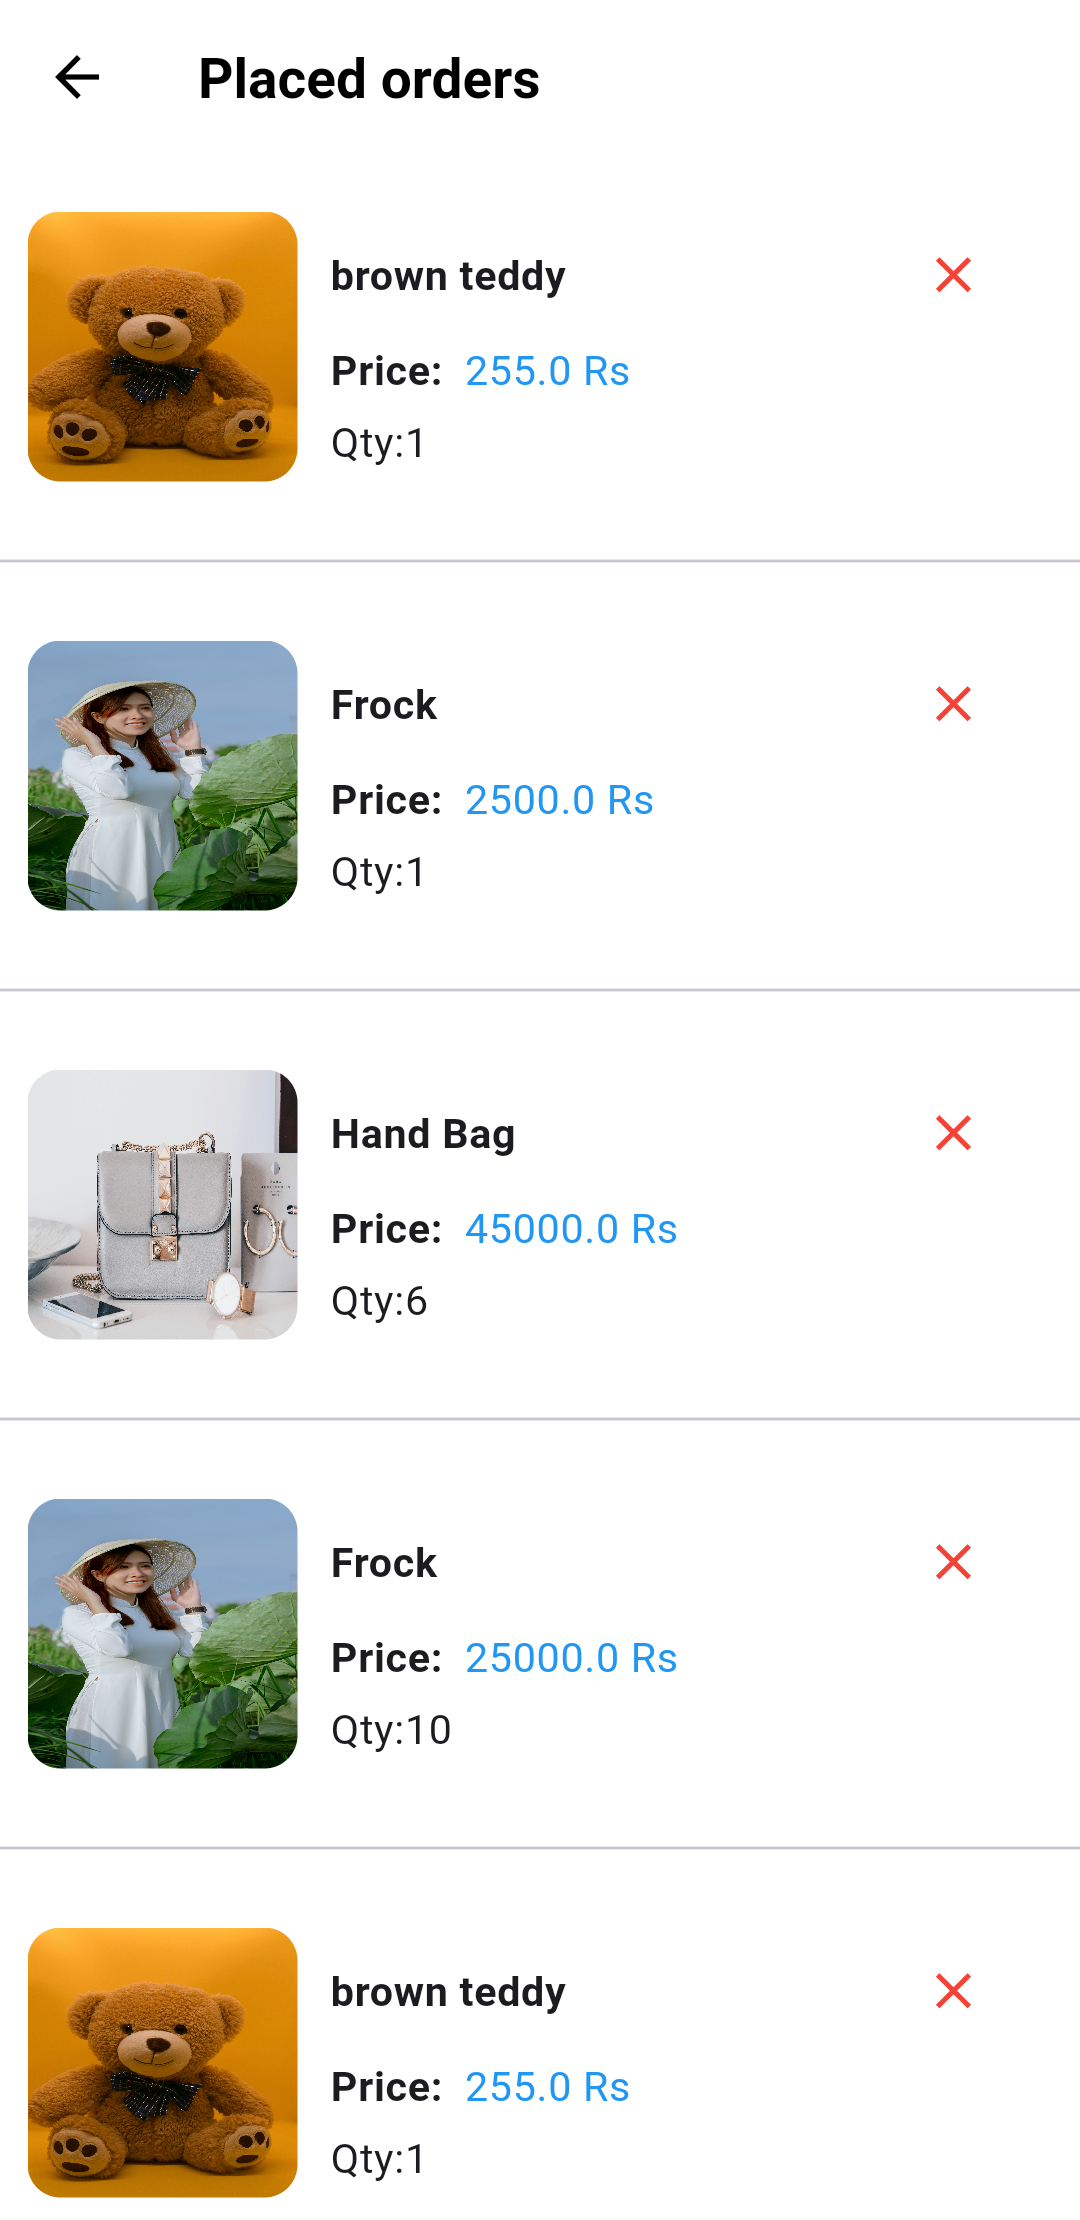 Placed orders
brown teddy
Price: 255.0 Rs
Qty:1
Frock
Price: 2500.0 Rs
Qty:1
Hand Bag
Price: 45000.0 Rs
Qty:6
Frock
Price: 25000.0 Rs
Qty:10
brown teddy
Price: 255.0 Rs
Qty:1